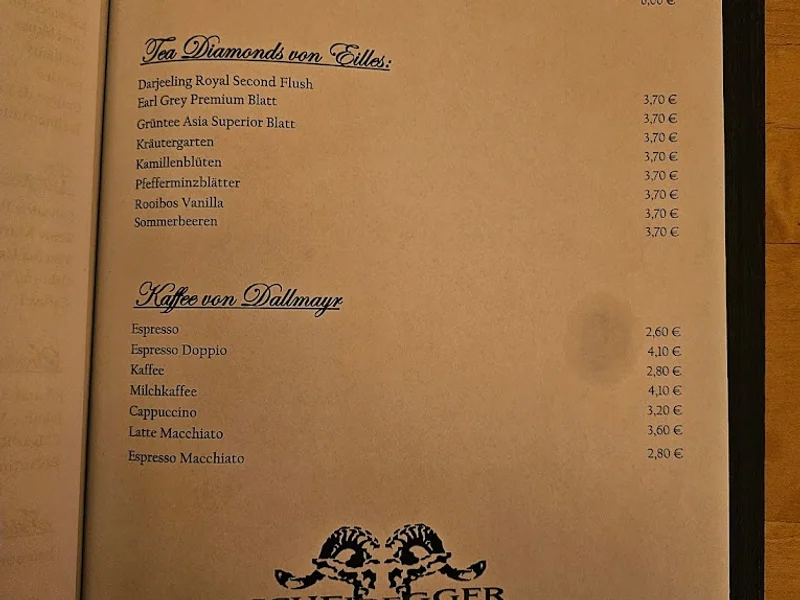 Tea Diamonds von Eilles:
Darjeeling Royal Second Flush 3,70 €
Earl Grey Premium Blatt 3,70 €
Grüntee Asia Superior Blatt 3,70 €
Kräutergarten 3,70 €
Kamillenblüten 3,70 €
Pfefferminzblätter 3,70 €
Rooibos Vanilla 3,70 €
Sommerbeeren 3,70 €
Kaffee von Dallmayr
Espresso 2,60 €
Espresso Doppio 4,10 €
Kaffee 2,80 €
Milchkaffee 4,10 €
Cappuccino 3,20 €
Latte Macchiato 3,60 €
Espresso Macchiato 2,80 €
SCHEIDEGGER